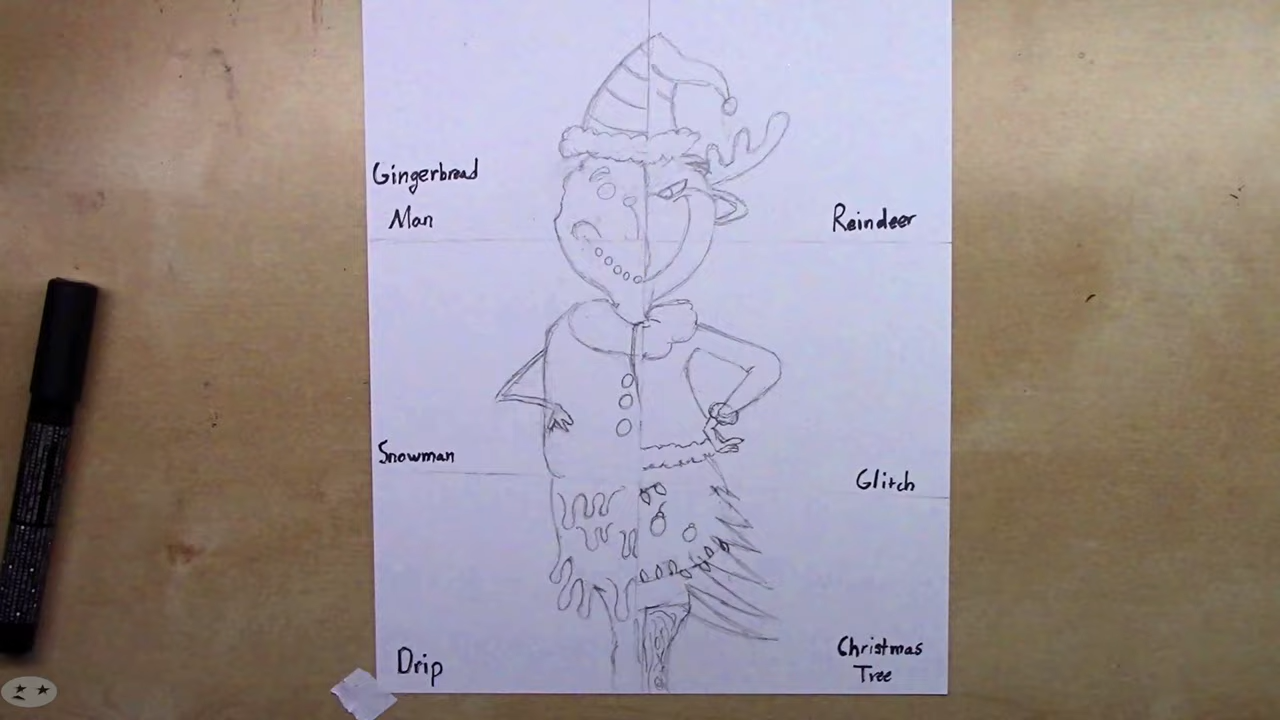 Gingerbread
Man
Reindeer
Snowman
Glitch
Drip
Christmas
Tree